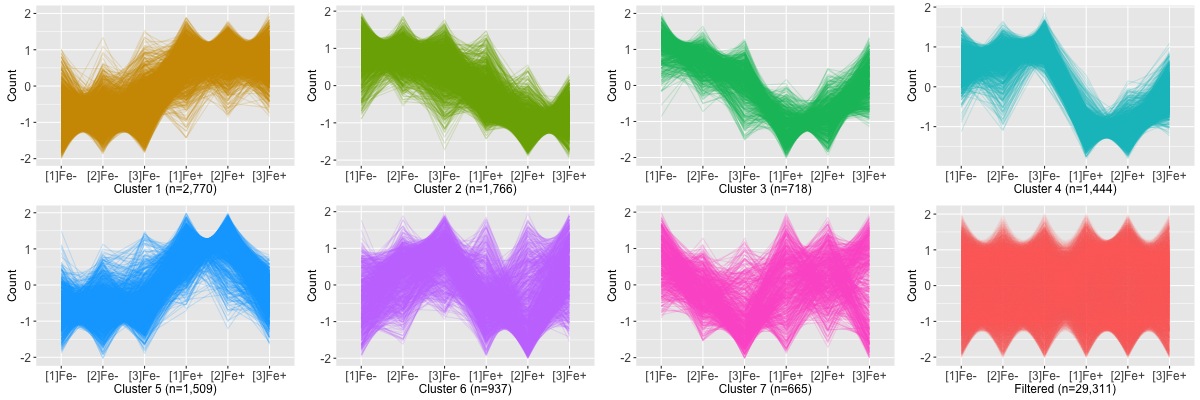 2
1
0
-1
-2
Count
[1]Fe- [2]Fe- [3]Fe- [1]Fe+ [2]Fe+ [3]Fe+
Cluster 1 (n=2,770)
2
1
0
-1
-2
Count
[1]Fe- [2]Fe- [3]Fe- [1]Fe+ [2]Fe+ [3]Fe+
Cluster 2 (n=1,766)
2
1
0
-1
-2
Count
[1]Fe- [2]Fe- [3]Fe- [1]Fe+ [2]Fe+ [3]Fe+
Cluster 3 (n=718)
2
1
0
-1
Count
[1]Fe- [2]Fe- [3]Fe- [1]Fe+ [2]Fe+ [3]Fe+
Cluster 4 (n=1,444)
2
1
0
-1
-2
Count
[1]Fe- [2]Fe- [3]Fe- [1]Fe+ [2]Fe+ [3]Fe+
Cluster 5 (n=1,509)
2
1
0
-1
-2
Count
[1]Fe- [2]Fe- [3]Fe- [1]Fe+ [2]Fe+ [3]Fe+
Cluster 6 (n=937)
2
1
0
-1
-2
Count
[1]Fe- [2]Fe- [3]Fe- [1]Fe+ [2]Fe+ [3]Fe+
Cluster 7 (n=665)
2
1
0
-1
-2
Count
[1]Fe- [2]Fe- [3]Fe- [1]Fe+ [2]Fe+ [3]Fe+
Filtered (n=29,311)